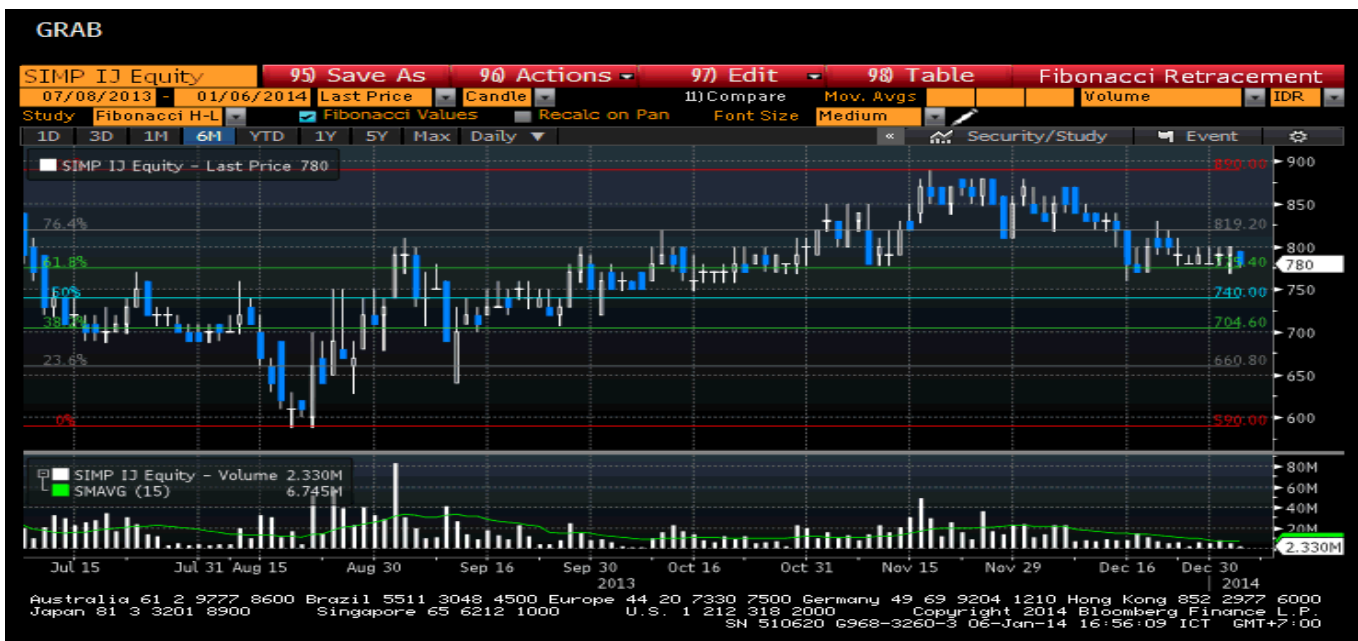 GRAB
SIMP IJ Equity 95) Save As 96) Actions 97) Edit 98) Table Fibonacci Retracement
07/08/2013 - 01/06/2014 Last Price Candle 11) Compare Mov. Avgs Volume IDR
Study Fibonacci H-L Fibonacci Values Recalc on Pan Font Size Medium
1D 3D 1M 6M YTD 1Y 5Y Max Daily « Security/Study Event
SIMP IJ Equity - Last Price 780 890.00 900
850
76.4% 819.20
800
61.8% 780
750
50% 740.00
38.2% 704.60
700
23.6% 660.80
650
0% 590.00 600
SIMP IJ Equity - Volume 2.330M 80M
SMAVG (15) 6.745M 60M
40M
20M
2.330M
Jul 15 Jul 31 Aug 15 Aug 30 Sep 16 Sep 30 Oct 16 Oct 31 Nov 15 Nov 29 Dec 16 Dec 30
2013 2014
Australia 61 2 9777 8600 Brazil 5511 3048 4500 Europe 44 20 7330 7500 Germany 49 69 9204 1210 Hong Kong 852 2977 6000
Japan 81 3 3201 8900 Singapore 65 6212 1000 U.S. 1 212 318 2000 Copyright 2014 Bloomberg Finance L.P.
SN 510620 G968-3260-3 06-Jan-14 16:56:09 ICT GMT+7:00